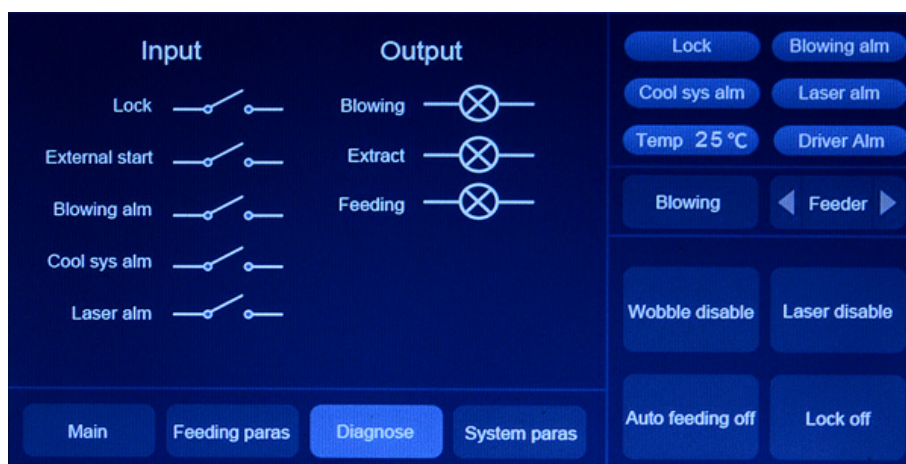 Input
Output
Lock
Blowing
External start
Extract
Blowing alm
Feeding
Cool sys alm
Laser alm
Lock
Blowing alm
Cool sys alm
Laser alm
Temp 25℃
Driver Alm
Blowing
Feeder
Wobble disable
Laser disable
Auto feeding off
Lock off
Main
Feeding paras
Diagnose
System paras